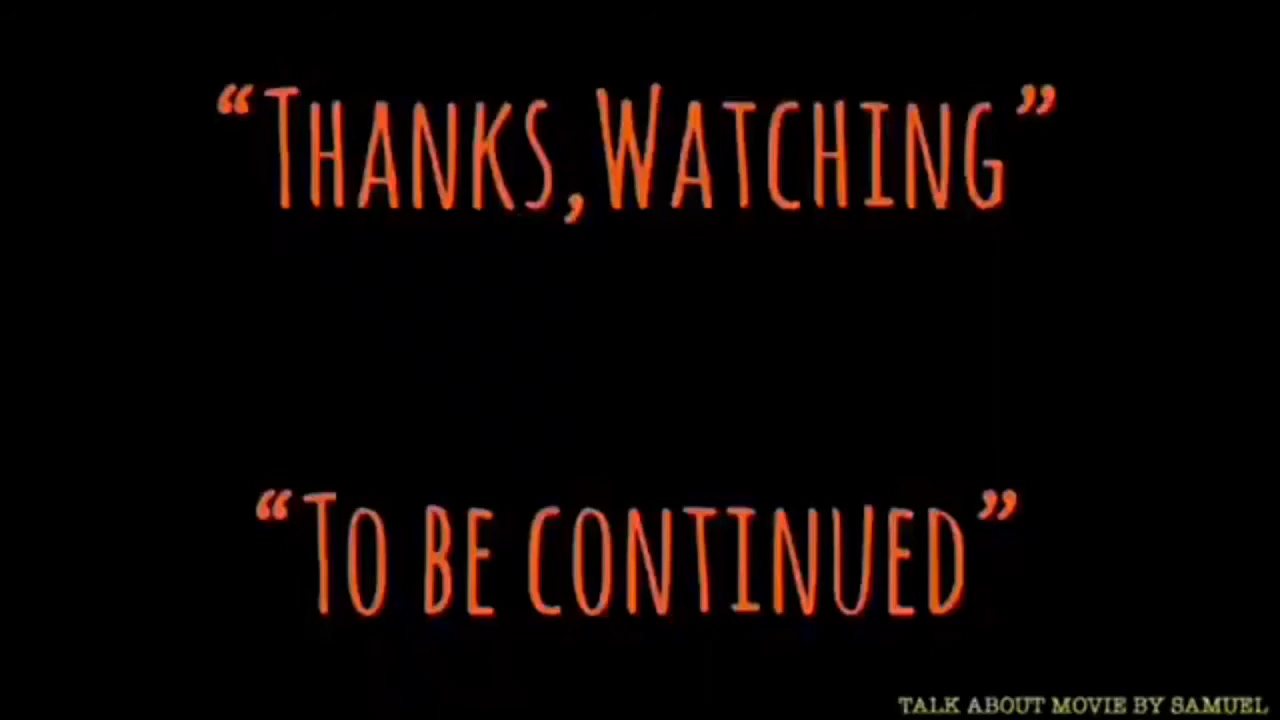 “THANKS,WATCHING”
“TO BE CONTINUED”
TALK ABOUT MOVIE BY SAMUEL